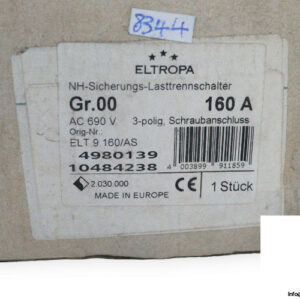 8344
ELTROPA
NH-Sicherungs-Lasttrennschalter
Gr.00 160 A
AC 690 V 3-polig, Schraubanschluss
Orig-Nr.:
ELT 9 160/AS
4980139
10484238
4 003899 911859
2.030.000
CE
1 Stück
MADE IN EUROPE